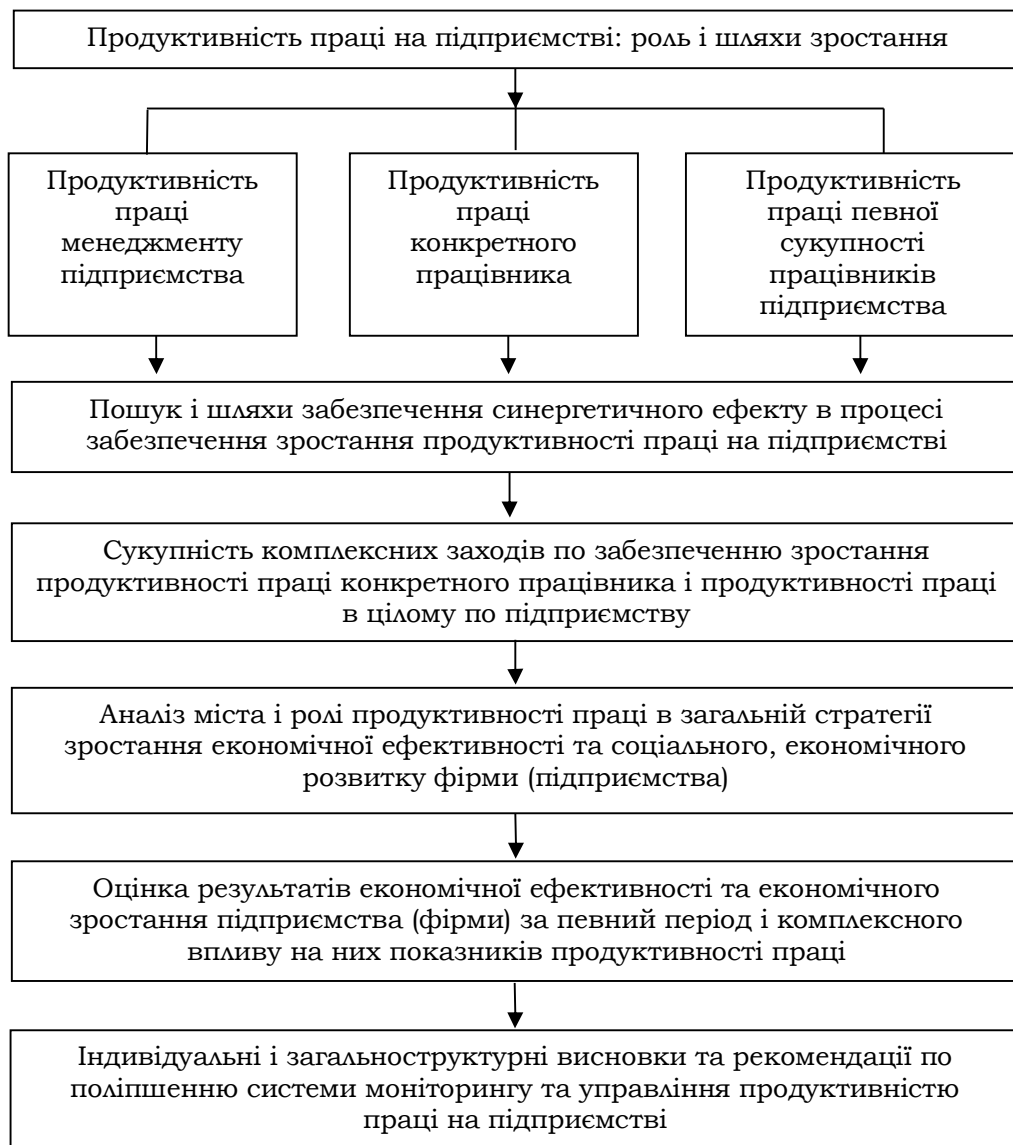 Продуктивність праці на підприємстві: роль і шляхи зростання
Продуктивність
праці
менеджменту
підприємства
Продуктивність
праці
конкретного
працівника
Продуктивність
праці певної
сукупності
працівників
підприємства
Пошук і шляхи забезпечення синергетичного ефекту в процесі
забезпечення зростання продуктивності праці на підприємстві
Сукупність комплексних заходів по забезпеченню зростання
продуктивності праці конкретного працівника і продуктивності праці
в цілому по підприємству
Аналіз міста і ролі продуктивності праці в загальній стратегії
зростання економічної ефективності та соціального, економічного
розвитку фірми (підприємства)
Оцінка результатів економічної ефективності та економічного
зростання підприємства (фірми) за певний період і комплексного
впливу на них показників продуктивності праці
Індивідуальні і загальноструктурні висновки та рекомендації по
поліпшенню системи моніторингу та управління продуктивністю
праці на підприємстві